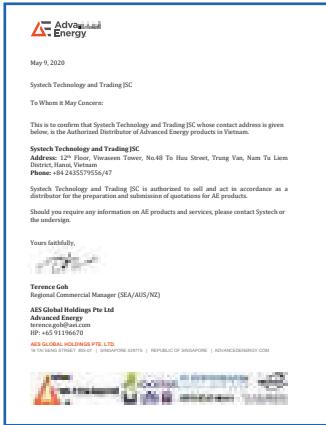 Advanced
Energy
May 9, 2020
Systech Technology and Trading JSC
To Whom it May Concern:
This is to confirm that Systech Technology and Trading JSC whose contact address is given
below, is the Authorized Distributor of Advanced Energy products in Vietnam.
Systech Technology and Trading JSC
Address: 12th Floor, Viwaseen Tower, No.48 To Huu Street, Trung Van, Nam Tu Liem
District, Hanoi, Vietnam
Phone: +84 2435579556/47
Systech Technology and Trading JSC is authorized to sell and act in accordance as a
distributor for the preparation and submission of quotations for AE products.
Should you require any information on AE products and services, please contact Systech or
the undersign.
Yours faithfully,
Terence Goh
Regional Commercial Manager (SEA/AUS/NZ)
AES Global Holdings Pte Ltd
Advanced Energy
terence.goh@aei.com
HP: +65 91196670
AES GLOBAL HOLDINGS PTE. LTD.
SINGAPORE | REPUBLIC OF SINGAPORE | ADVANCEDENERGY.COM